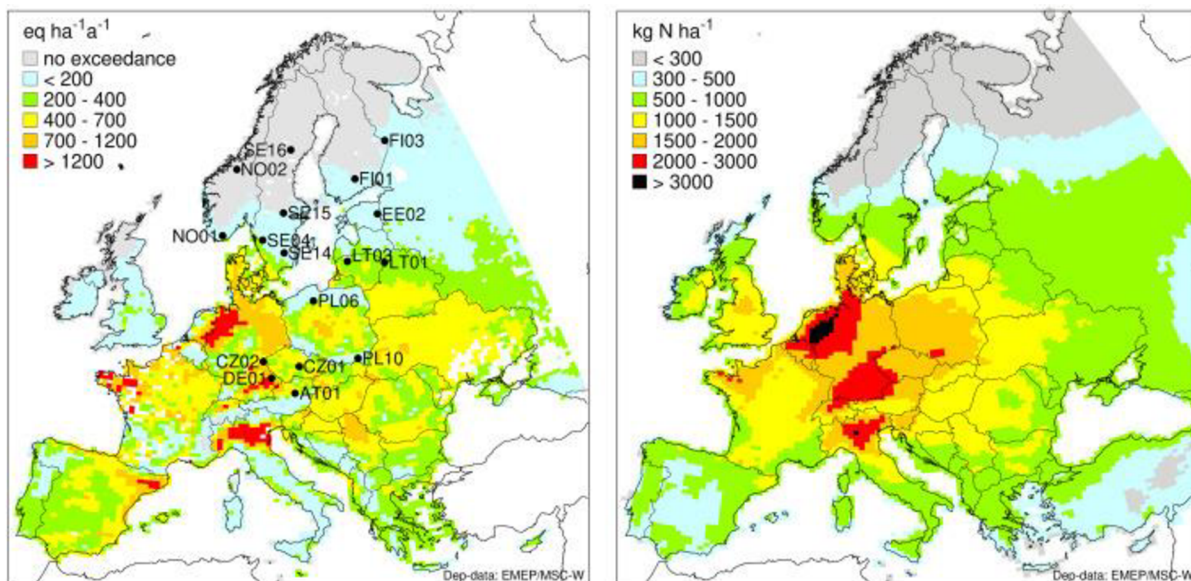 eq ha⁻¹a⁻¹
no exceedance
< 200
200 - 400
400 - 700
700 - 1200
> 1200
FI03
SE16
NO02
FI01
SE15
EE02
NO01
SE04
SE14
LT03
LT01
PL06
PL10
CZ02
CZ01
DE01
AT01
Dep-data: EMEP/MSC-W
kg N ha⁻¹
< 300
300 - 500
500 - 1000
1000 - 1500
1500 - 2000
2000 - 3000
> 3000
Dep-data: EMEP/MSC-W